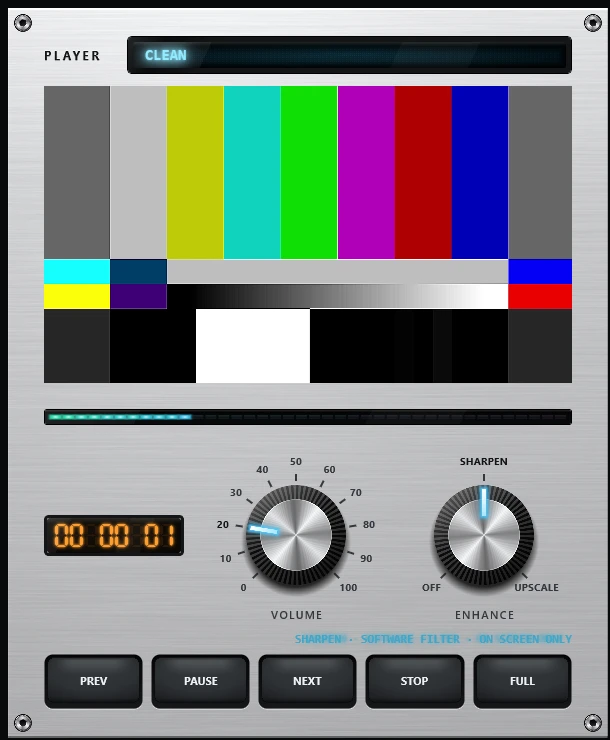 PLAYER
CLEAN
50
40 60
30 70
20 80
10 90
0 100
VOLUME
SHARPEN
OFF UPSCALE
ENHANCE
00 00 01
SHARPEN · SOFTWARE FILTER · ON SCREEN ONLY
PREV PAUSE NEXT STOP FULL